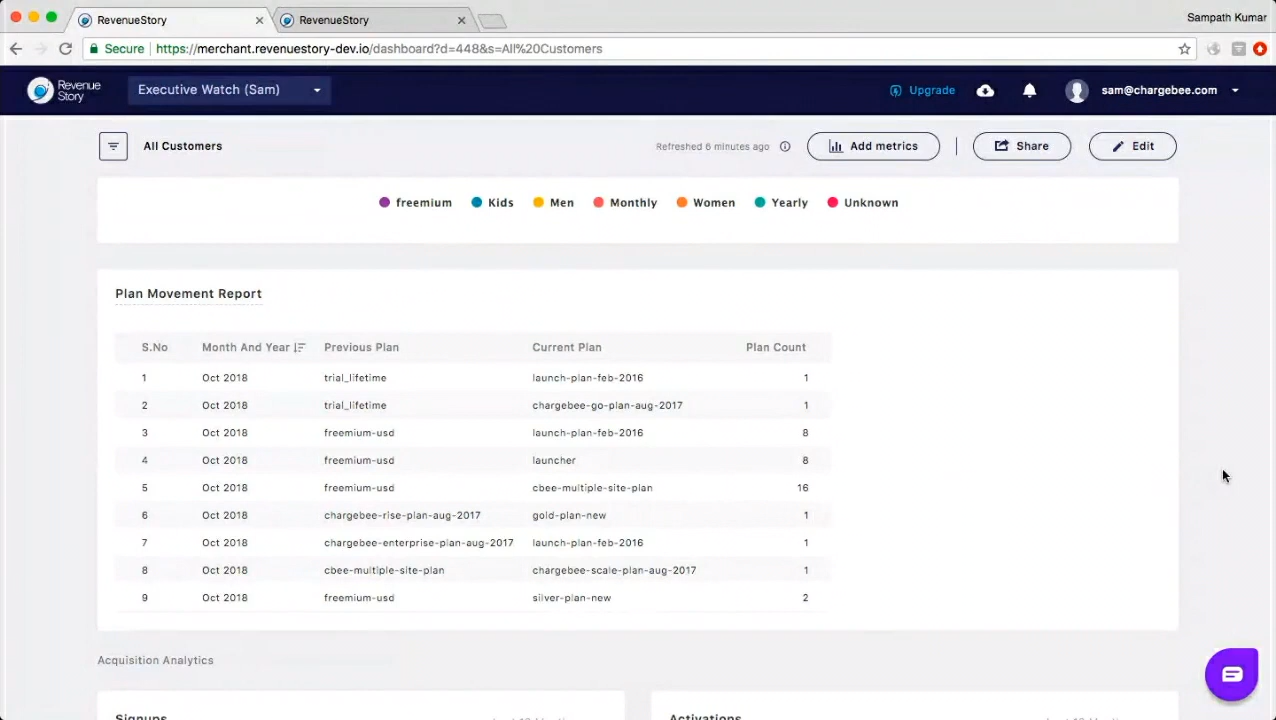 RevenueStory
RevenueStory
Sampath Kumar
Secure https://merchant.revenuestory-dev.io/dashboard?d=448&s=All%20Customers
Revenue
Story
Executive Watch (Sam)
Upgrade
sam@chargebee.com
All Customers
Refreshed 6 minutes ago
Add metrics
Share
Edit
freemium Kids Men Monthly Women Yearly Unknown
Plan Movement Report
S.No Month And Year Previous Plan Current Plan Plan Count
1 Oct 2018 trial_lifetime launch-plan-feb-2016 1
2 Oct 2018 trial_lifetime chargebee-go-plan-aug-2017 1
3 Oct 2018 freemium-usd launch-plan-feb-2016 8
4 Oct 2018 freemium-usd launcher 8
5 Oct 2018 freemium-usd cbee-multiple-site-plan 16
6 Oct 2018 chargebee-rise-plan-aug-2017 gold-plan-new 1
7 Oct 2018 chargebee-enterprise-plan-aug-2017 launch-plan-feb-2016 1
8 Oct 2018 cbee-multiple-site-plan chargebee-scale-plan-aug-2017 1
9 Oct 2018 freemium-usd silver-plan-new 2
Acquisition Analytics
Signups
Activations